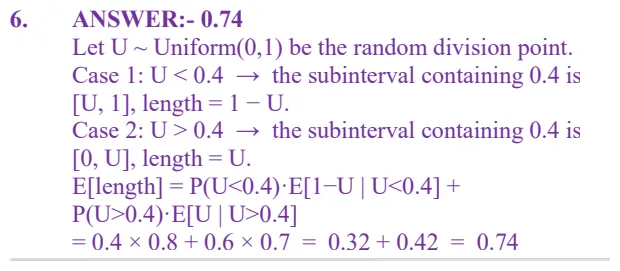 6. ANSWER:- 0.74
Let U ~ Uniform(0,1) be the random division point.
Case 1: U < 0.4 → the subinterval containing 0.4 is
[U, 1], length = 1 − U.
Case 2: U > 0.4 → the subinterval containing 0.4 is
[0, U], length = U.
E[length] = P(U<0.4)·E[1−U | U<0.4] +
P(U>0.4)·E[U | U>0.4]
= 0.4 × 0.8 + 0.6 × 0.7 = 0.32 + 0.42 = 0.74